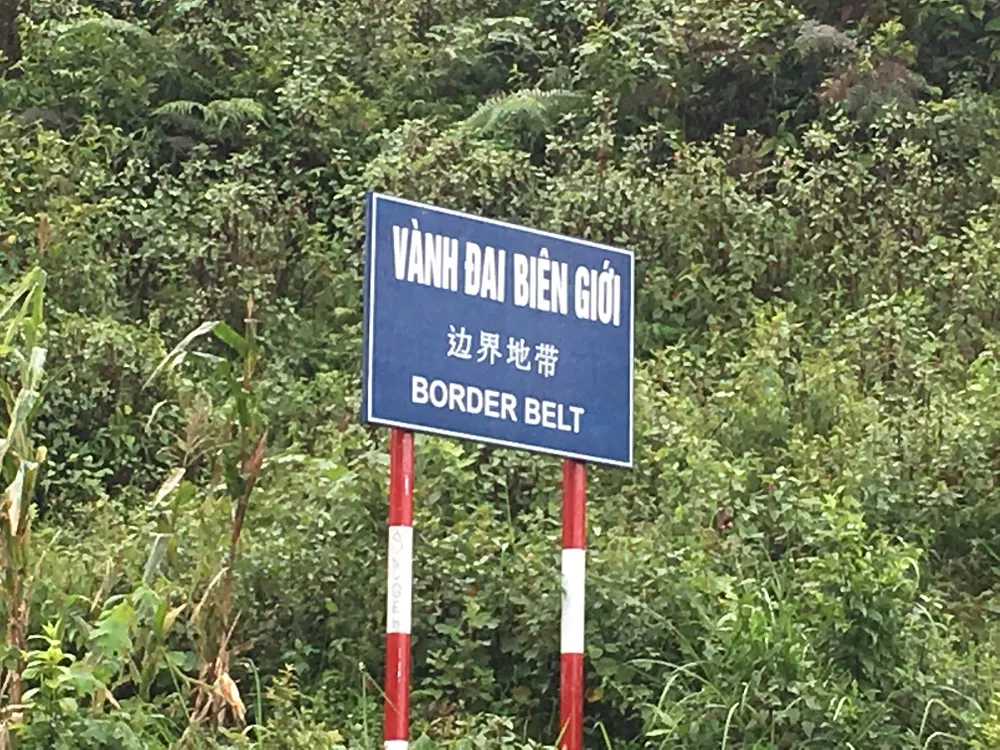 VÀNH ĐAI BIÊN GIỚI
边界地带
BORDER BELT